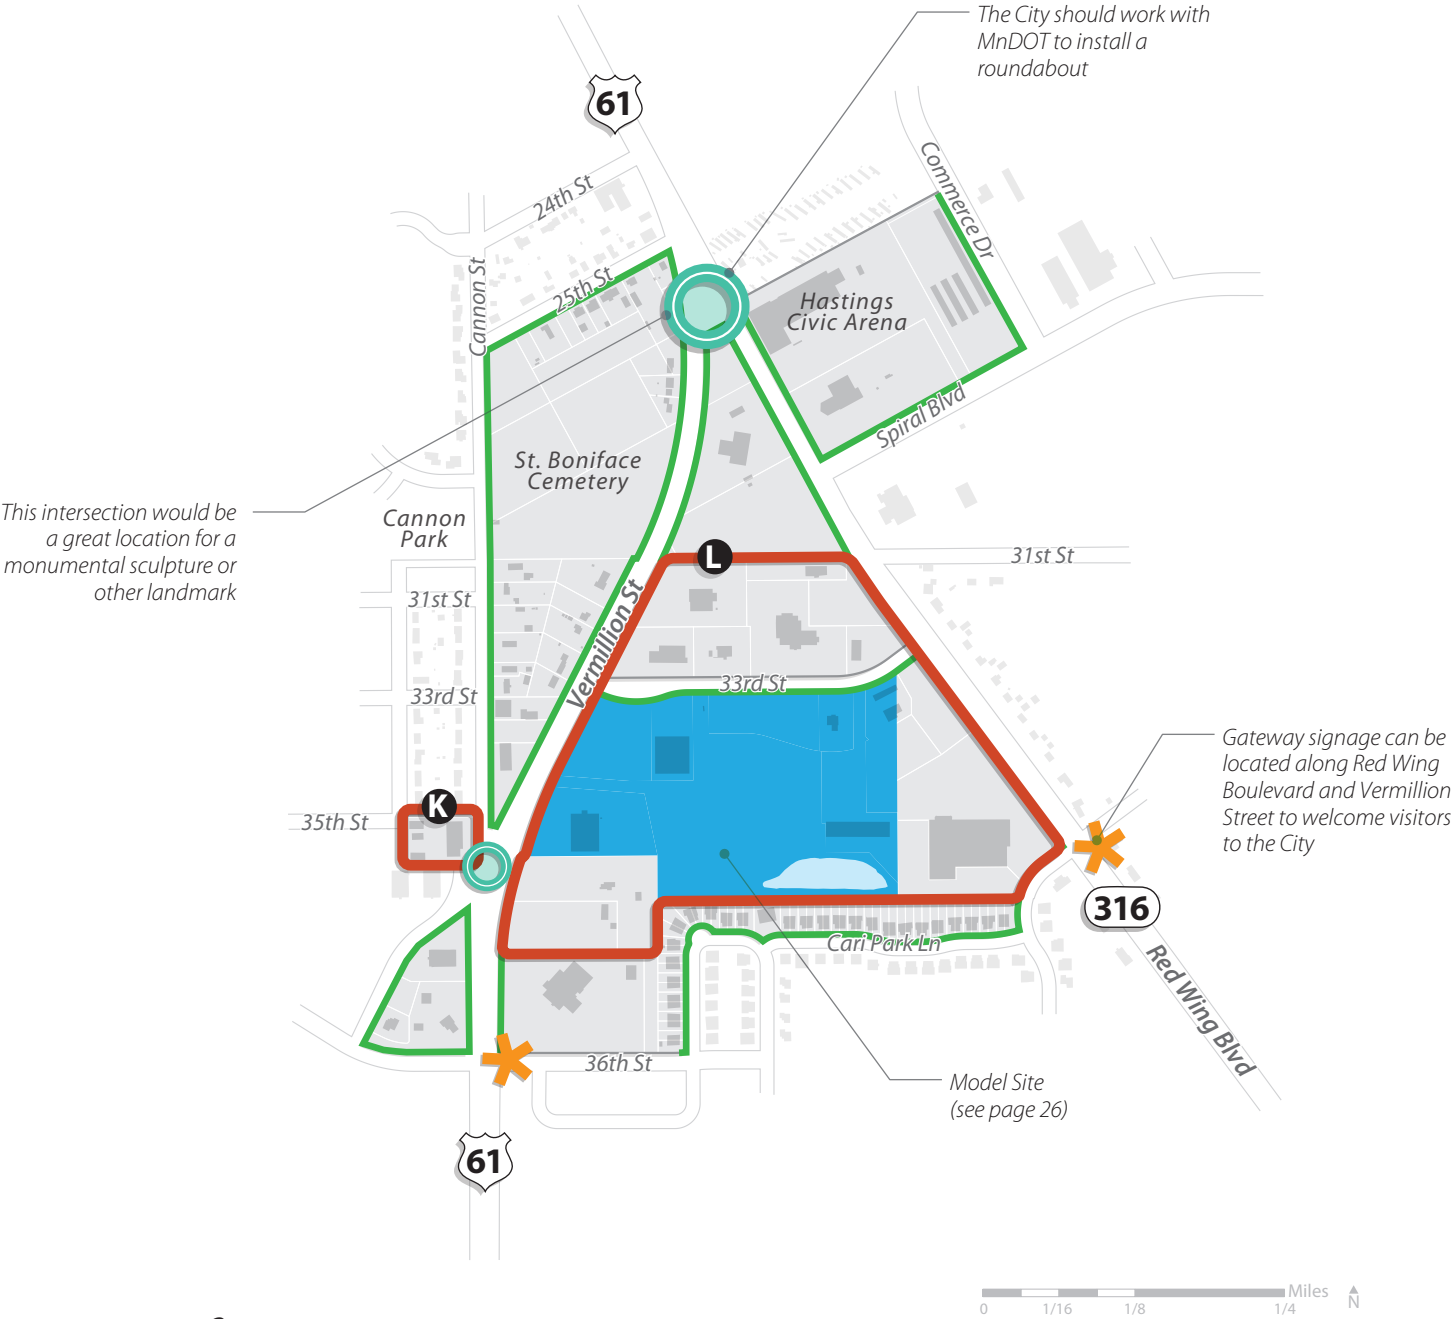 The City should work with
MnDOT to install a
roundabout
61
24th St
Commerce Dr
25th St
Cannon St
Hastings
Civic Arena
Spiral Blvd
St. Boniface
Cemetery
This intersection would be
a great location for a
monumental sculpture or
other landmark
Cannon
Park
L
31st St
31st St
Vermillion St
33rd St
33rd St
Gateway signage can be
located along Red Wing
Boulevard and Vermillion
Street to welcome visitors
to the City
K
35th St
316
Cari Park Ln
Red Wing Blvd
36th St
Model Site
(see page 26)
61
Miles
N
0 1/16 1/8 1/4